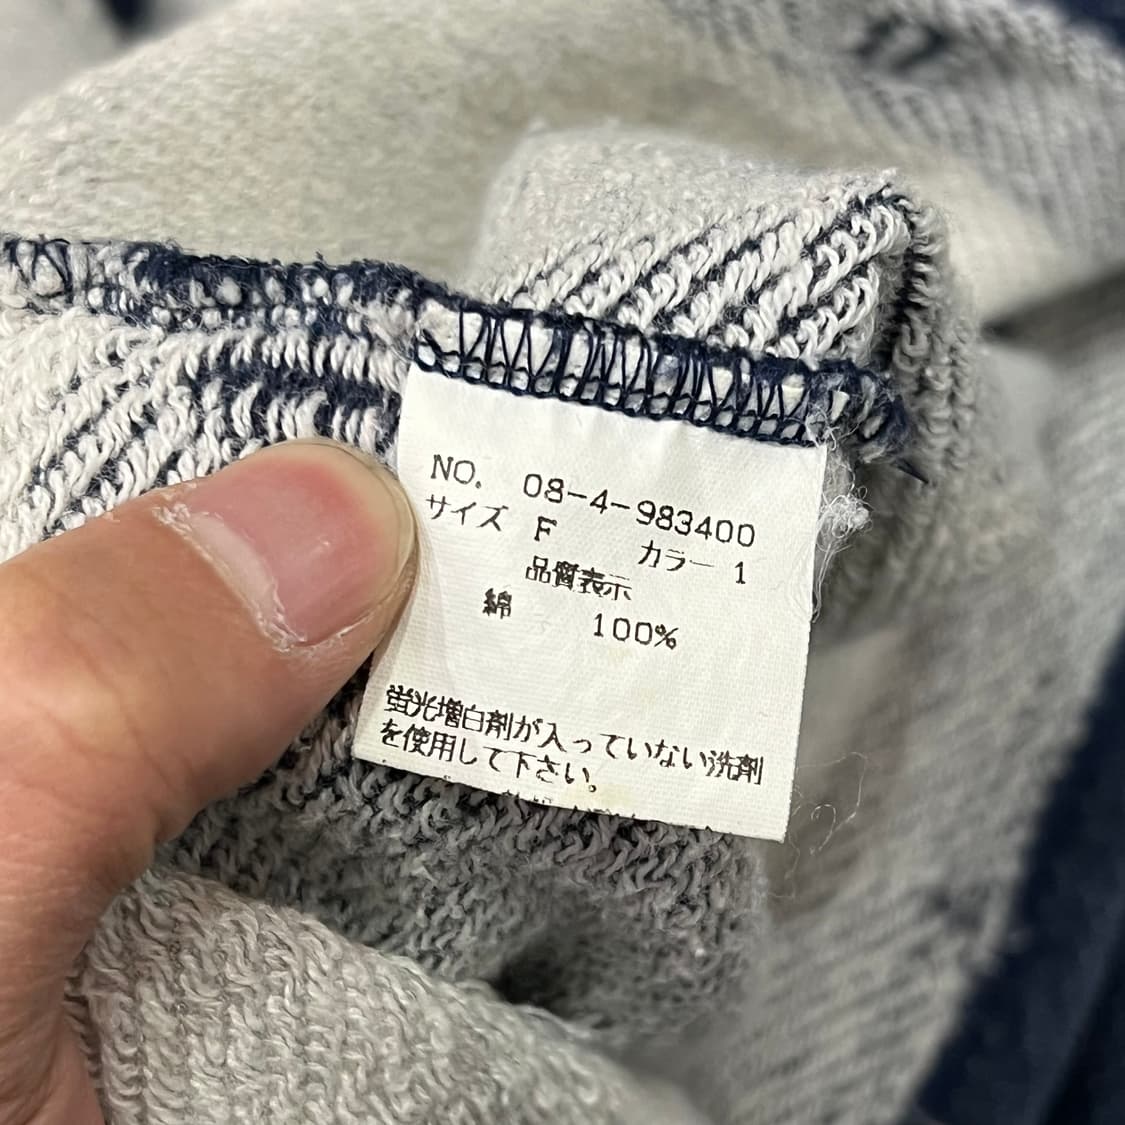 NO. 08-4-983400
サイズ F カラー 1
品質表示
綿 100%
蛍光増白剤が入っていない洗剤
を使用して下さい。